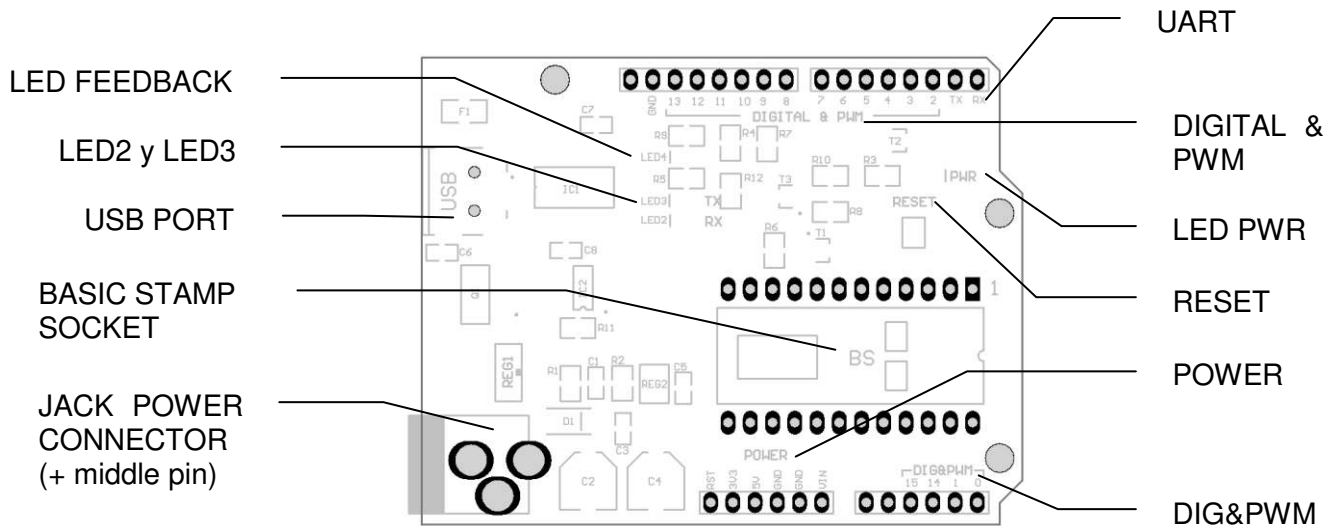 UART
LED FEEDBACK
LED2 y LED3
USB PORT
BASIC STAMP
SOCKET
JACK POWER
CONNECTOR
(+ middle pin)
DIGITAL &
PWM
LED PWR
RESET
POWER
DIG&PWM
GND 13 12 11 10 9 8 7 6 5 4 3 2 TX RX
DIGITAL & PWM
F1
C7
R9
R4
R7
T2
LED4
IC1
R5
R12
T3
R10
R3
PWR
USB
LED3
TX
RESET
LED2
RX
R8
R6
T1
C6
C8
IC2
1
R11
BS
REG1
R1
C1
R2
REG2
C5
D1
C3
C2
C4
POWER
RST 3V3 5V GND GND VIN
DIG&PWM
15 14 1 0